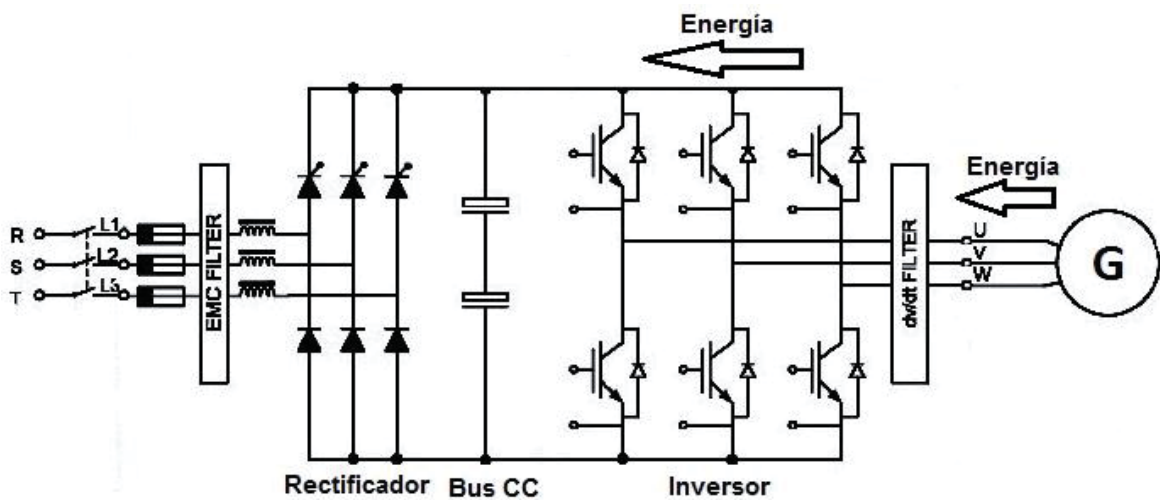 Energía
Energía
R
L1
S
L2
T
L3
EMC FILTER
dv/dt FILTER
U
V
W
G
Rectificador
Bus CC
Inversor